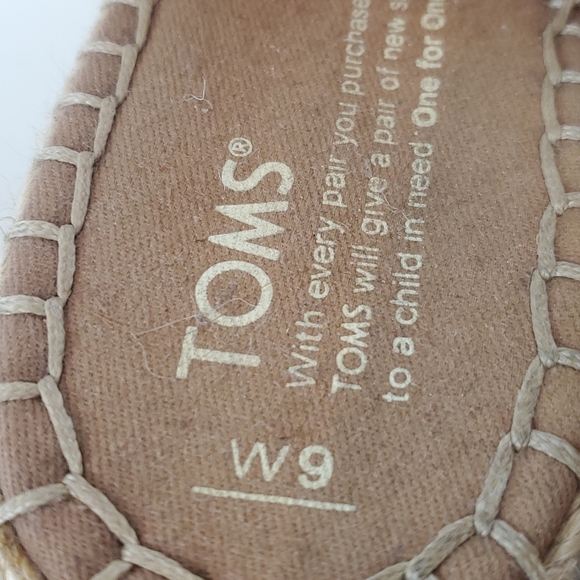 TOMS®
With every pair you purchase
TOMS will give a pair of new
to a child in need. One for
W9